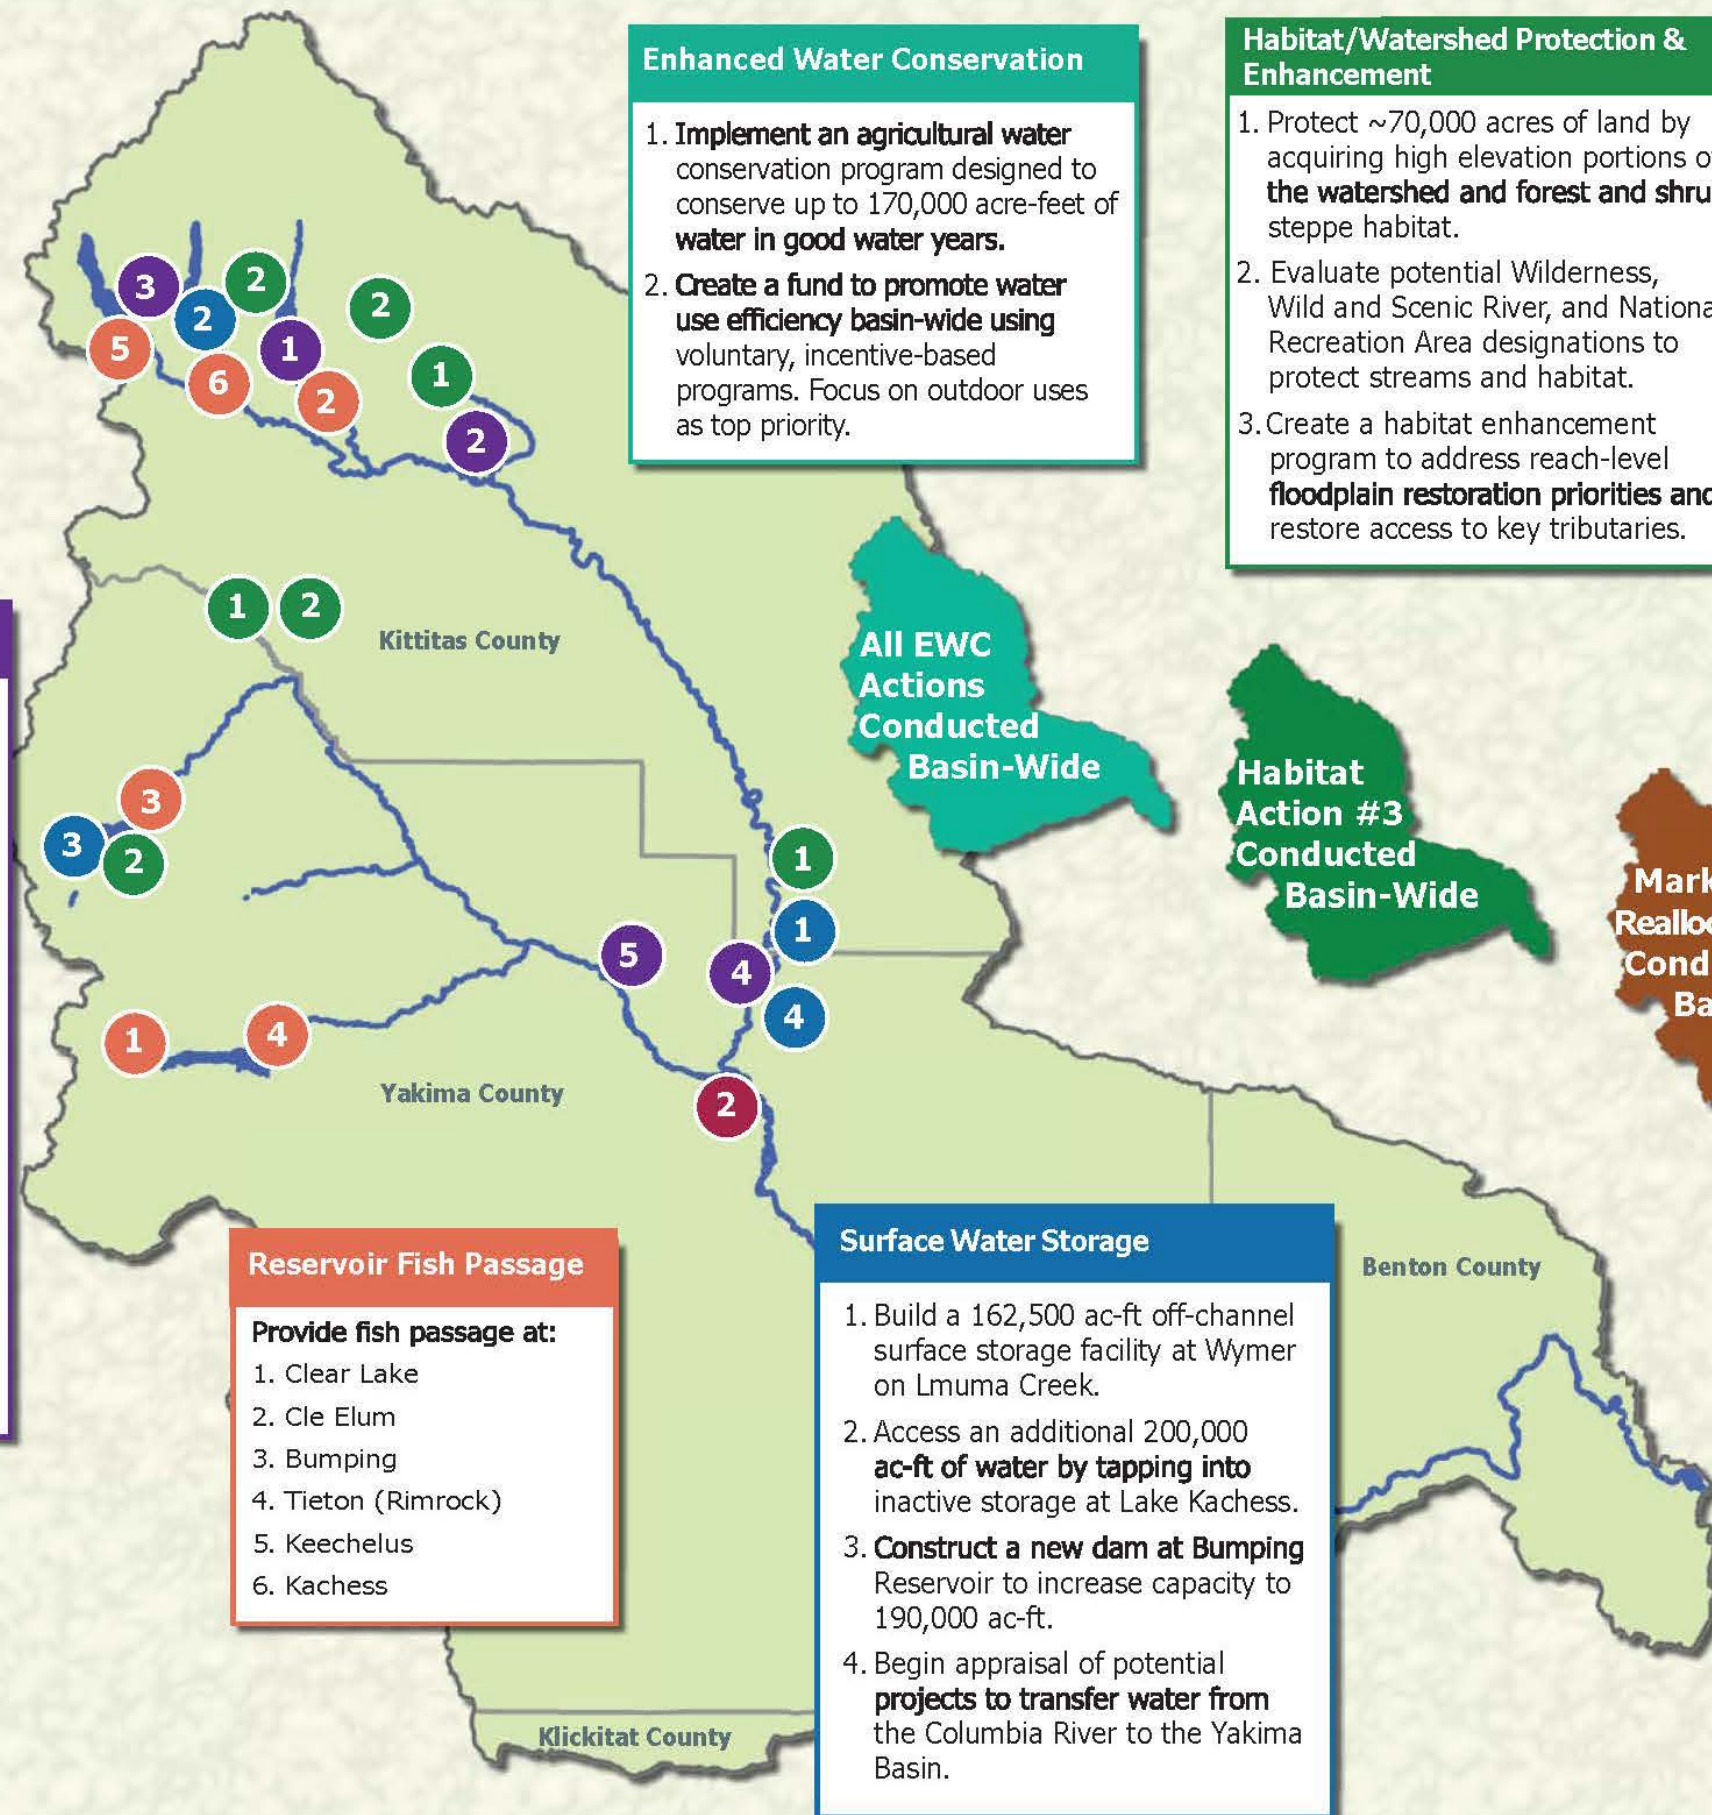 Enhanced Water Conservation
1. Implement an agricultural water
conservation program designed to
conserve up to 170,000 acre-feet of
water in good water years.
2. Create a fund to promote water
use efficiency basin-wide using
voluntary, incentive-based
programs. Focus on outdoor uses
as top priority.
Habitat/Watershed Protection &
Enhancement
1. Protect ~70,000 acres of land by
acquiring high elevation portions
the watershed and forest and
steppe habitat.
2. Evaluate potential Wilderness,
Wild and Scenic River, and
Recreation Area designations to
protect streams and habitat.
3. Create a habitat enhancement
program to address reach-level
floodplain restoration priorities
restore access to key tributaries.
3
2
2
2
5
6
1
2
1
2
1
2
Kittitas County
All EWC
Actions
Conducted
Basin-Wide
Habitat
Action #3
Conducted
Basin-Wide
3
3
2
1
1
5
4
4
1
4
Yakima County
2
Reservoir Fish Passage
Provide fish passage at:
1. Clear Lake
2. Cle Elum
3. Bumping
4. Tieton (Rimrock)
5. Keechelus
6. Kachess
Surface Water Storage
1. Build a 162,500 ac-ft off-channel
surface storage facility at Wymer
on Lmuma Creek.
2. Access an additional 200,000
ac-ft of water by tapping into
inactive storage at Lake Kachess.
3. Construct a new dam at Bumping
Reservoir to increase capacity to
190,000 ac-ft.
4. Begin appraisal of potential
projects to transfer water from
the Columbia River to the Yakima
Basin.
Benton County
Klickitat County